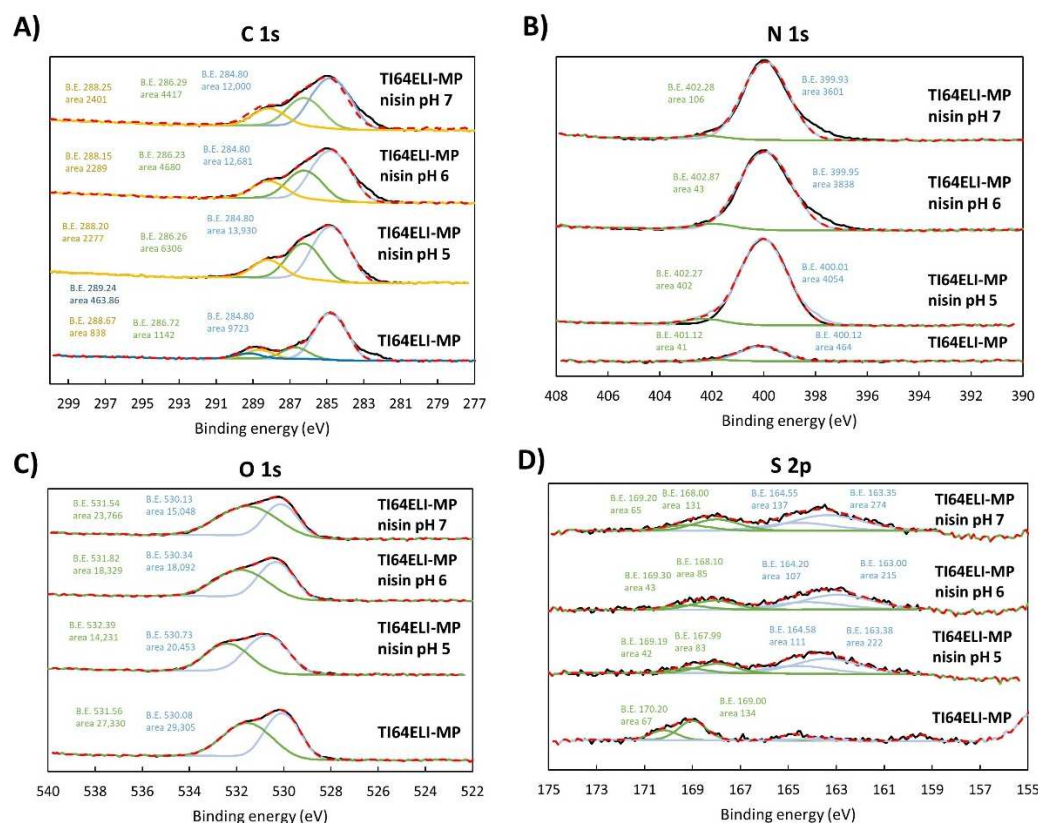 A)
C 1s
B.E. 288.25
area 2401
B.E. 286.29
area 4417
B.E. 284.80
area 12,000
TI64ELI-MP
nisin pH 7
B.E. 288.15
area 2289
B.E. 286.23
area 4680
B.E. 284.80
area 12,681
TI64ELI-MP
nisin pH 6
B.E. 288.20
area 2277
B.E. 286.26
area 6306
B.E. 284.80
area 13,930
TI64ELI-MP
nisin pH 5
B.E. 289.24
area 463.86
B.E. 288.67
area 838
B.E. 286.72
area 1142
B.E. 284.80
area 9723
TI64ELI-MP
299 297 295 293 291 289 287 285 283 281 279 277
Binding energy (eV)
B)
N 1s
B.E. 402.28
area 106
B.E. 399.93
area 3601
TI64ELI-MP
nisin pH 7
B.E. 402.87
area 43
B.E. 399.95
area 3838
TI64ELI-MP
nisin pH 6
B.E. 402.27
area 402
B.E. 400.01
area 4054
TI64ELI-MP
nisin pH 5
B.E. 401.12
area 41
B.E. 400.12
area 464
TI64ELI-MP
408 406 404 402 400 398 396 394 392 390
Binding energy (eV)
C)
O 1s
B.E. 531.54
area 23,766
B.E. 530.13
area 15,048
TI64ELI-MP
nisin pH 7
B.E. 531.82
area 18,329
B.E. 530.34
area 18,092
TI64ELI-MP
nisin pH 6
B.E. 532.39
area 14,231
B.E. 530.73
area 20,453
TI64ELI-MP
nisin pH 5
B.E. 531.56
area 27,330
B.E. 530.08
area 29,305
TI64ELI-MP
540 538 536 534 532 530 528 526 524 522
Binding energy (eV)
D)
S 2p
B.E. 169.20
area 65
B.E. 168.00
area 131
B.E. 164.55
area 137
B.E. 163.35
area 274
TI64ELI-MP
nisin pH 7
B.E. 169.30
area 43
B.E. 168.10
area 85
B.E. 164.20
area 107
B.E. 163.00
area 215
TI64ELI-MP
nisin pH 6
B.E. 169.19
area 42
B.E. 167.99
area 83
B.E. 164.58
area 111
B.E. 163.38
area 222
TI64ELI-MP
nisin pH 5
B.E. 170.20
area 67
B.E. 169.00
area 134
TI64ELI-MP
175 173 171 169 167 165 163 161 159 157 155
Binding energy (eV)